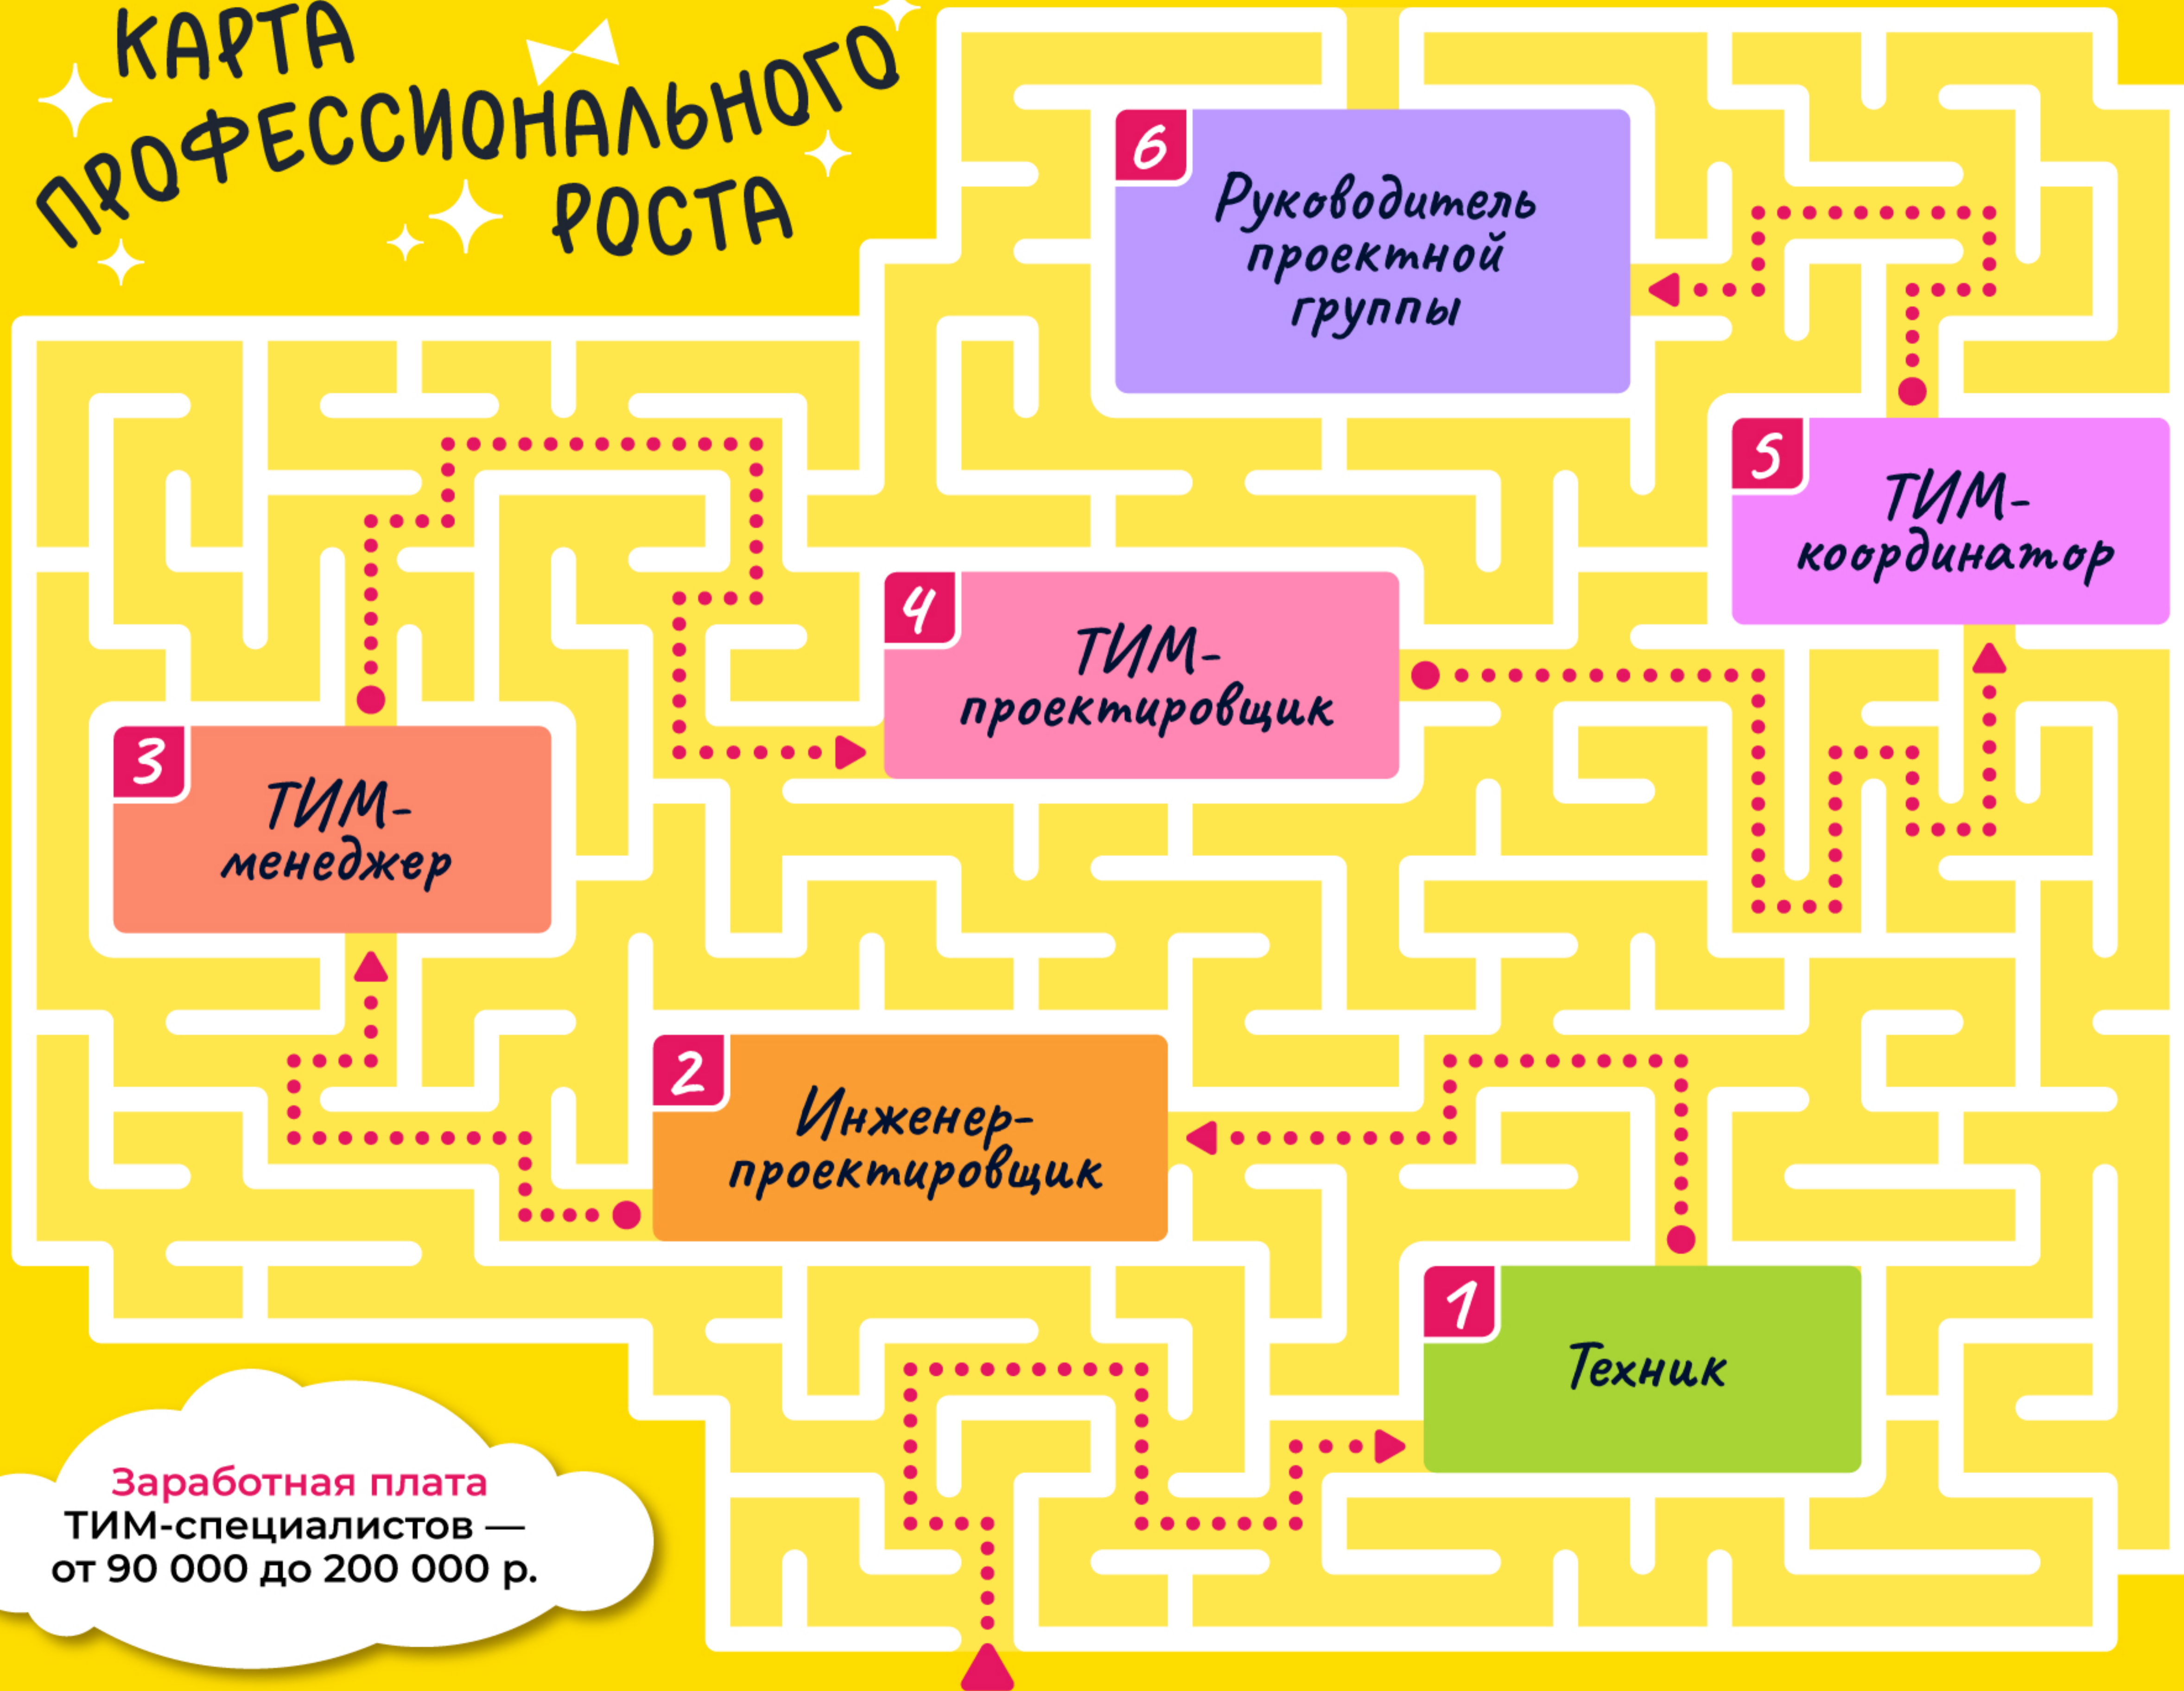 КАРТА
ПРОФЕССИОНАЛЬНОГО
РОСТА
6
Руководитель
проектной
группы
5
ТИМ-
координатор
4
ТИМ-
проектировщик
3
ТИМ-
менеджер
2
Инженер-
проектировщик
1
Техник
Заработная плата
ТИМ-специалистов —
от 90 000 до 200 000 р.